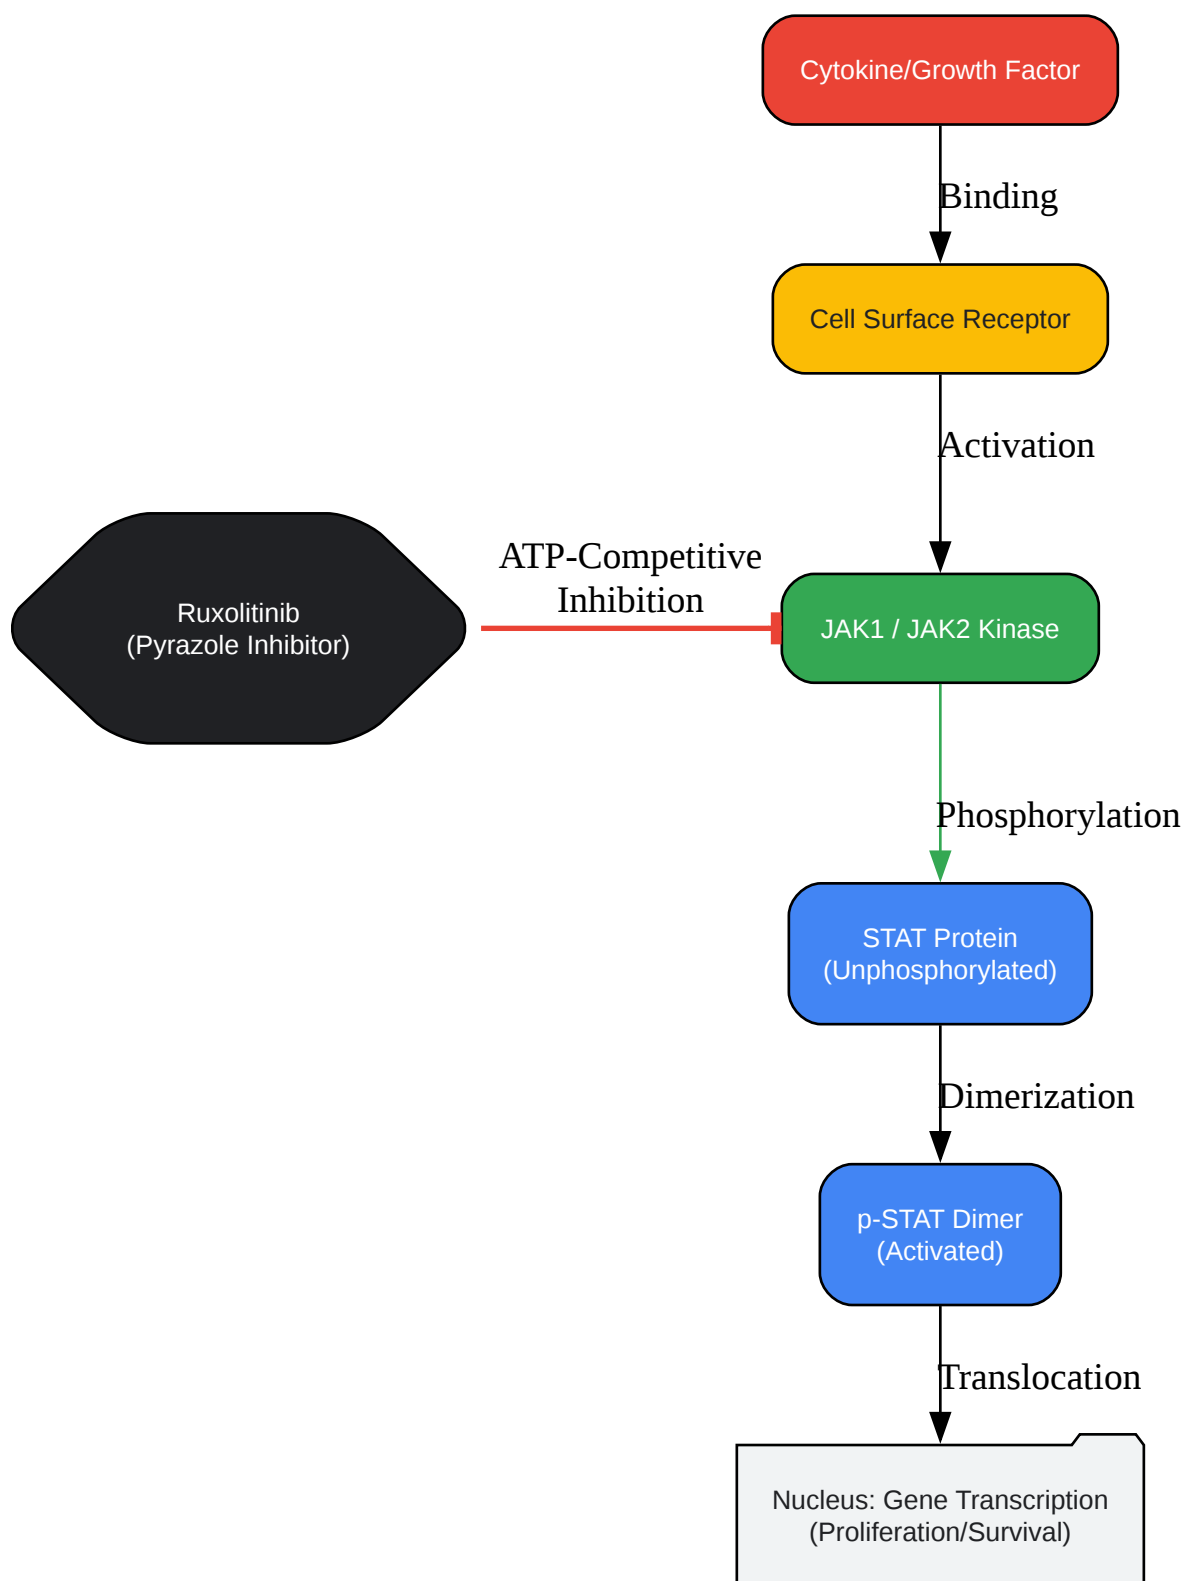 Cytokine/Growth Factor
Binding
Cell Surface Receptor
Activation
Ruxolitinib
(Pyrazole Inhibitor)
ATP-Competitive
Inhibition
JAK1 / JAK2 Kinase
Phosphorylation
STAT Protein
(Unphosphorylated)
Dimerization
p-STAT Dimer
(Activated)
Translocation
Nucleus: Gene Transcription
(Proliferation/Survival)